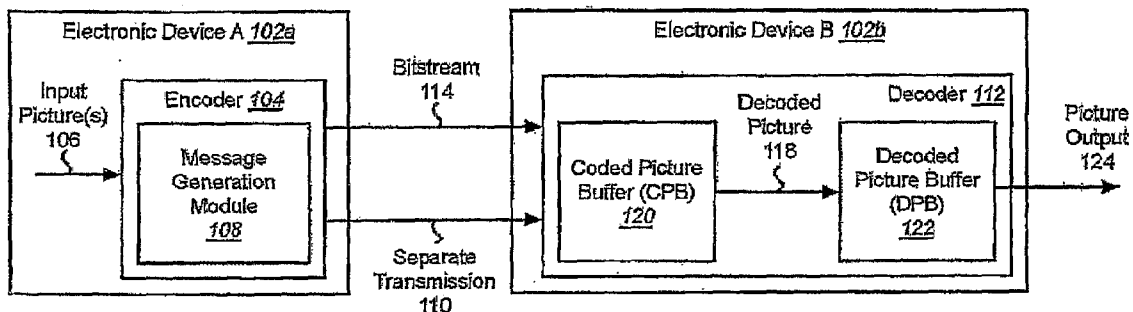 Electronic Device A 102a
Electronic Device B 102b
Input
Picture(s)
106
Encoder 104
Message
Generation
Module
108
Bitstream
114
Separate
Transmission
110
Decoder 112
Coded Picture
Buffer (CPB)
120
Decoded
Picture
118
Decoded
Picture Buffer
(DPB)
122
Picture
Output
124